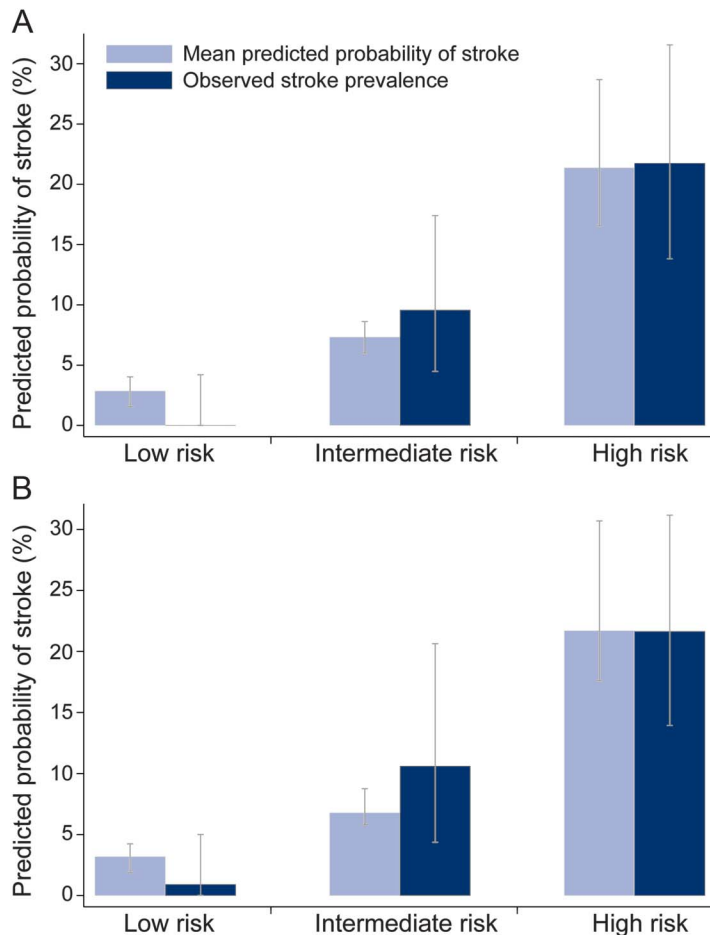 A
Mean predicted probability of stroke
Observed stroke prevalence
Predicted probability of stroke (%)
30
25
20
15
10
5
0
Low risk Intermediate risk High risk
B
Predicted probability of stroke (%)
30
25
20
15
10
5
0
Low risk Intermediate risk High risk